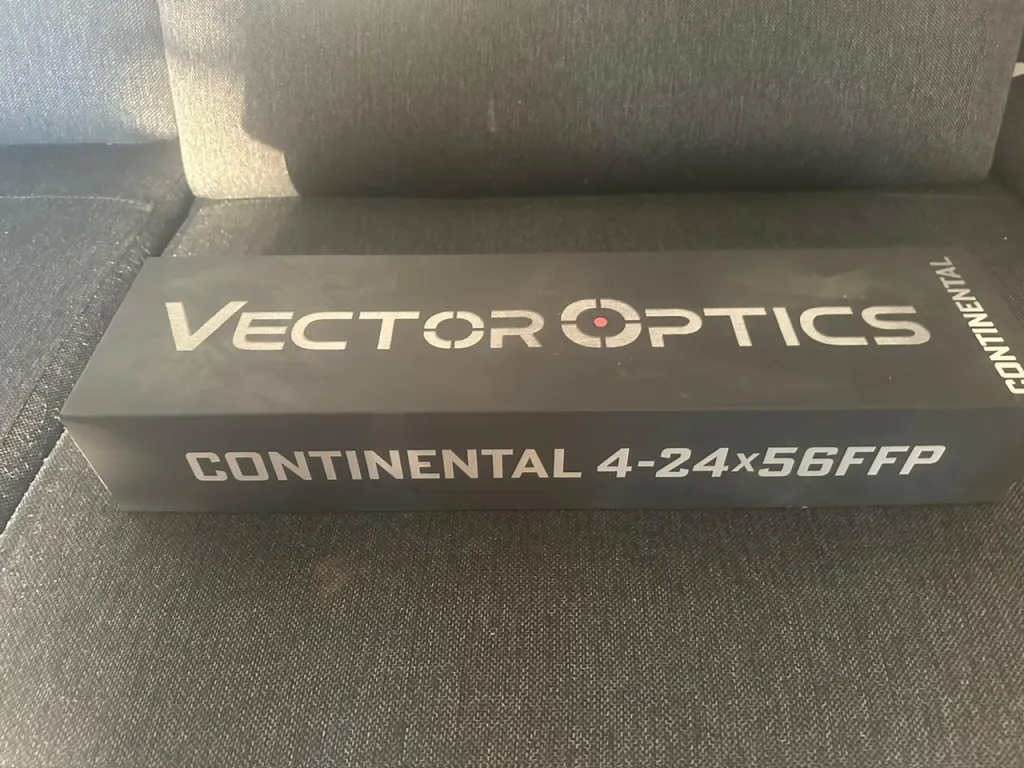 VECTOR OPTICS
CONTINENTAL
CONTINENTAL 4-24x56FFP